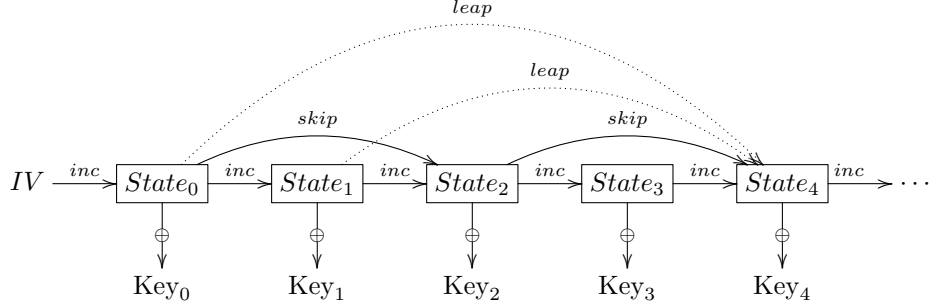 leap
leap
skip skip
IV inc State₀ inc State₁ inc State₂ inc State₃ inc State₄ inc ⋯
⊕ ⊕ ⊕ ⊕ ⊕
Key₀ Key₁ Key₂ Key₃ Key₄